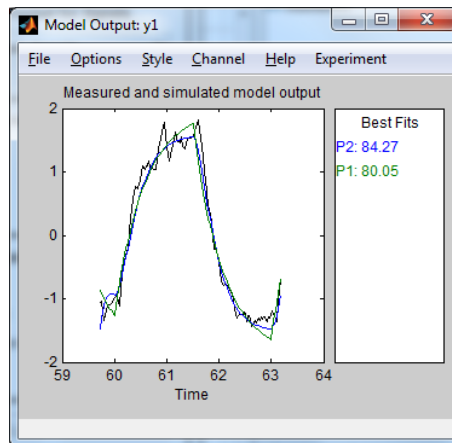 Model Output: y1
File Options Style Channel Help Experiment
Measured and simulated model output
2
1
0
-1
-2
59 60 61 62 63 64
Time
Best Fits
P2: 84.27
P1: 80.05